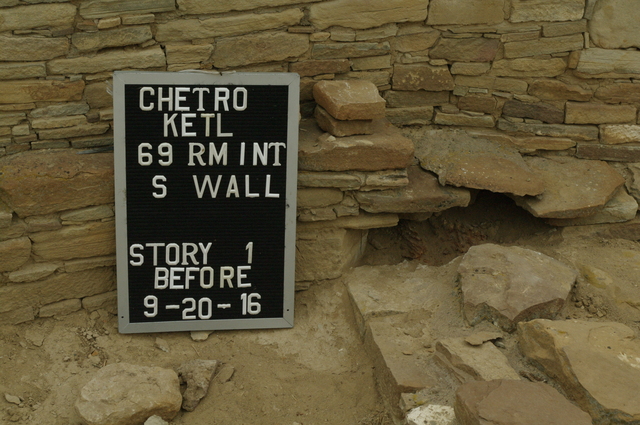 CHETRO
KETL
69 RM INT
S WALL
STORY 1
BEFORE
9-20-16